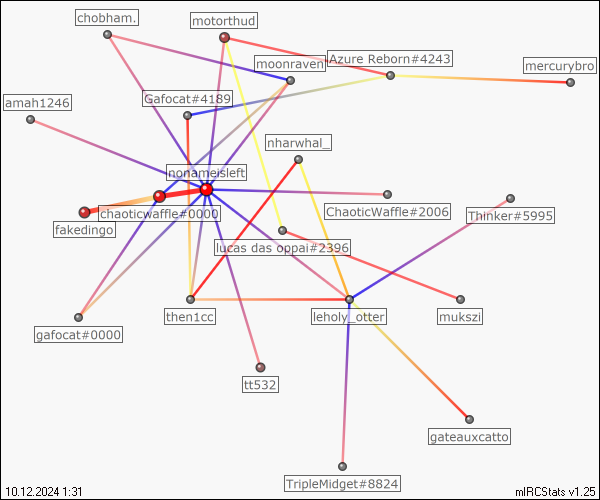 chobham.
motorthud
moonraven
Azure Reborn#4243
mercurybro
amah1246
Gafocat#4189
nharwhal_
nonameisleft
fakedingo
chaoticwaffle#0000
ChaoticWaffle#2006
Thinker#5995
lucas das oppai#2396
gafocat#0000
then1cc
leholy_otter
mukszi
tt532
gateauxcatto
TripleMidget#8824
10.12.2024 1:31
mIRCStats v1.25